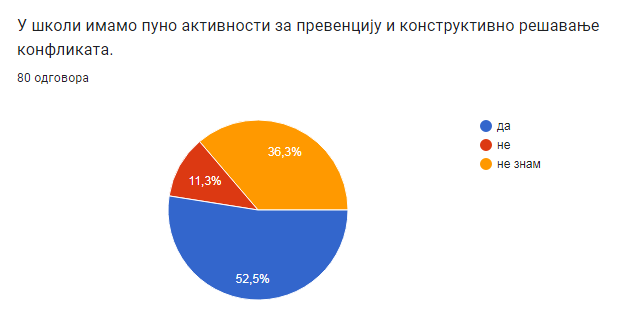 У школи имамо пуно активности за превенцију и конструктивно решавање
конфликата.
80 одговора
да
не
не знам
36,3%
11,3%
52,5%